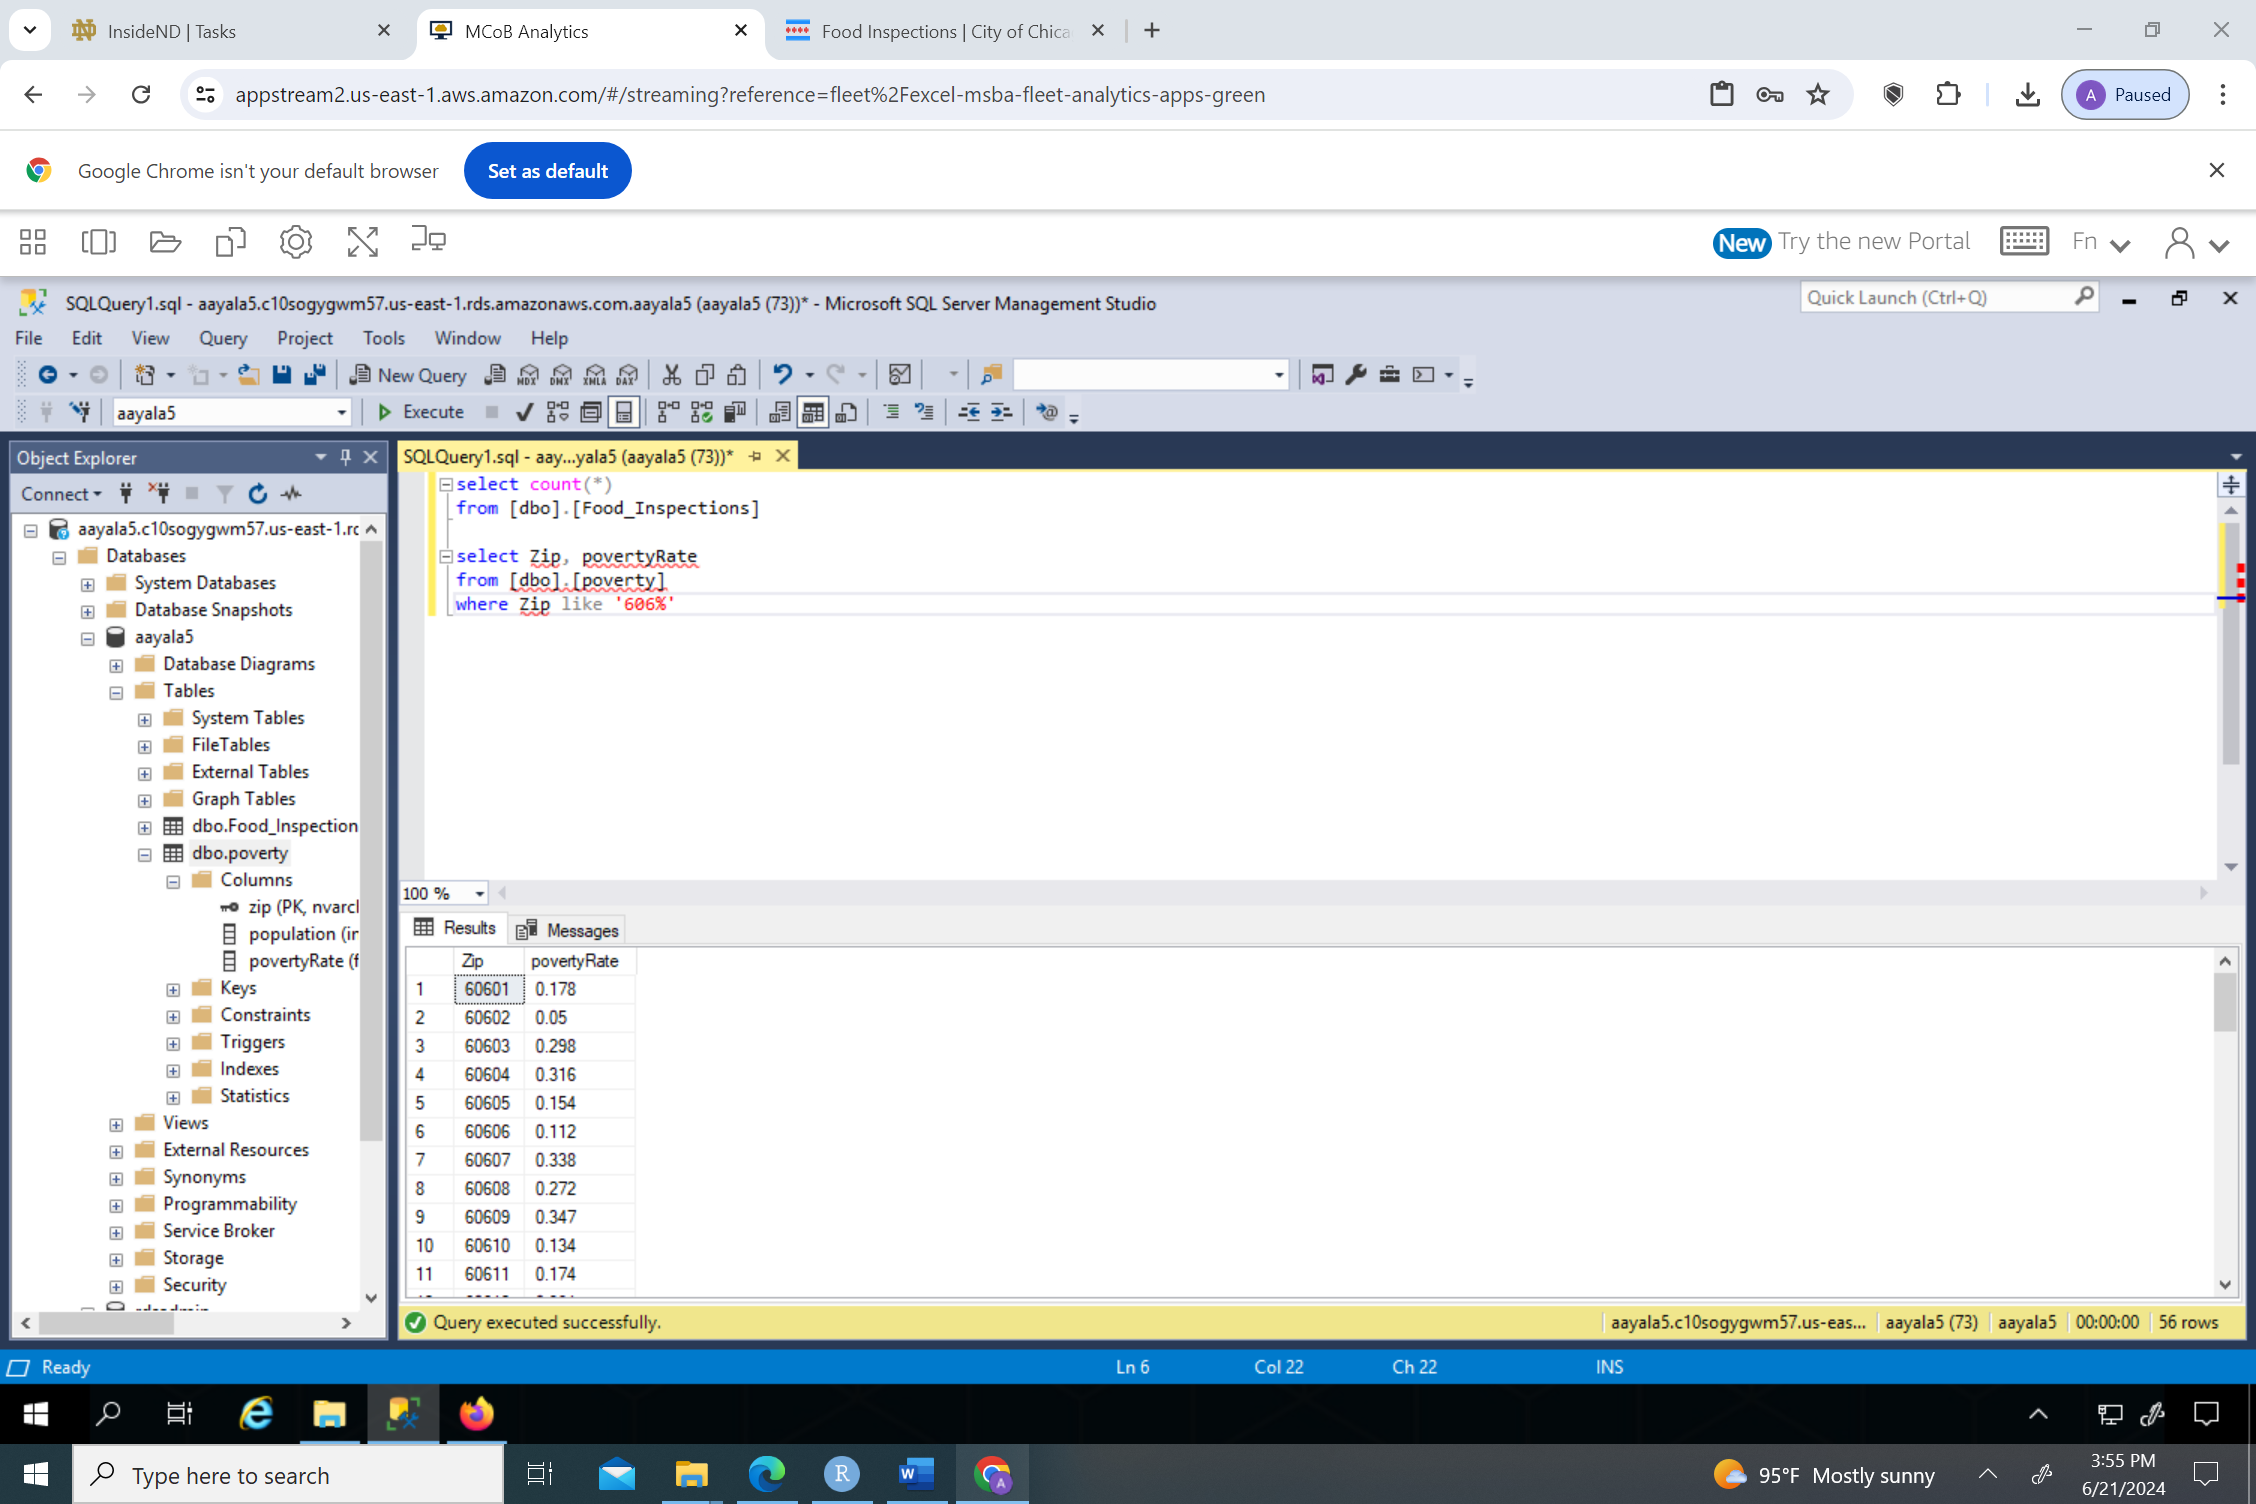 InsideND | Tasks
MCoB Analytics
Food Inspections | City of Chica
appstream2.us-east-1.aws.amazon.com/#/streaming?reference=fleet%2Fexcel-msba-fleet-analytics-apps-green
A Paused
Google Chrome isn't your default browser
Set as default
New Try the new Portal
Fn
SQLQuery1.sql - aayala5.c10sogygwm57.us-east-1.rds.amazonaws.com.aayala5 (aayala5 (73))* - Microsoft SQL Server Management Studio
Quick Launch (Ctrl+Q)
File Edit View Query Project Tools Window Help
New Query MDX DMX XMLA DAX
aayala5
Execute
Object Explorer
Connect
aayala5.c10sogygwm57.us-east-1.rc
Databases
System Databases
Database Snapshots
aayala5
Database Diagrams
Tables
System Tables
FileTables
External Tables
Graph Tables
dbo.Food_Inspection
dbo.poverty
Columns
zip (PK, nvarcl
population (ir
povertyRate (f
Keys
Constraints
Triggers
Indexes
Statistics
Views
External Resources
Synonyms
Programmability
Service Broker
Storage
Security
SQLQuery1.sql - aay...yala5 (aayala5 (73))*
select count(*)
from [dbo].[Food_Inspections]
select Zip, povertyRate
from [dbo].[poverty]
where Zip like '606%'
100 %
Results Messages
Zip povertyRate
1 60601 0.178
2 60602 0.05
3 60603 0.298
4 60604 0.316
5 60605 0.154
6 60606 0.112
7 60607 0.338
8 60608 0.272
9 60609 0.347
10 60610 0.134
11 60611 0.174
Query executed successfully.
aayala5.c10sogygwm57.us-eas... aayala5 (73) aayala5 00:00:00 56 rows
Ready
Ln 6 Col 22 Ch 22 INS
Type here to search
R
W
A
95°F Mostly sunny
3:55 PM
6/21/2024